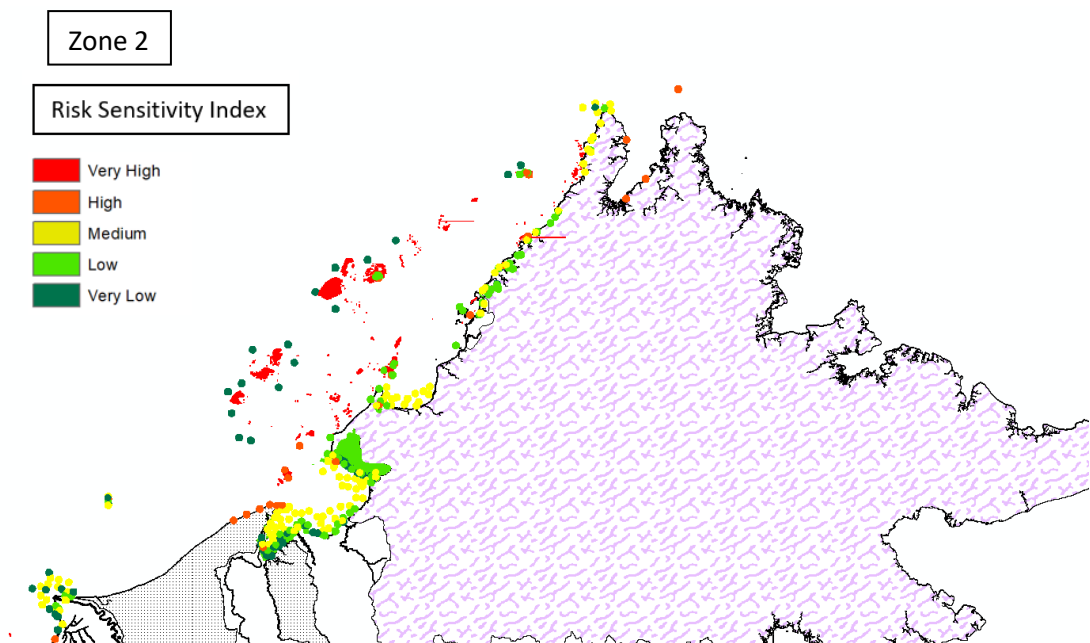 Zone 2
Risk Sensitivity Index
Very High
High
Medium
Low
Very Low